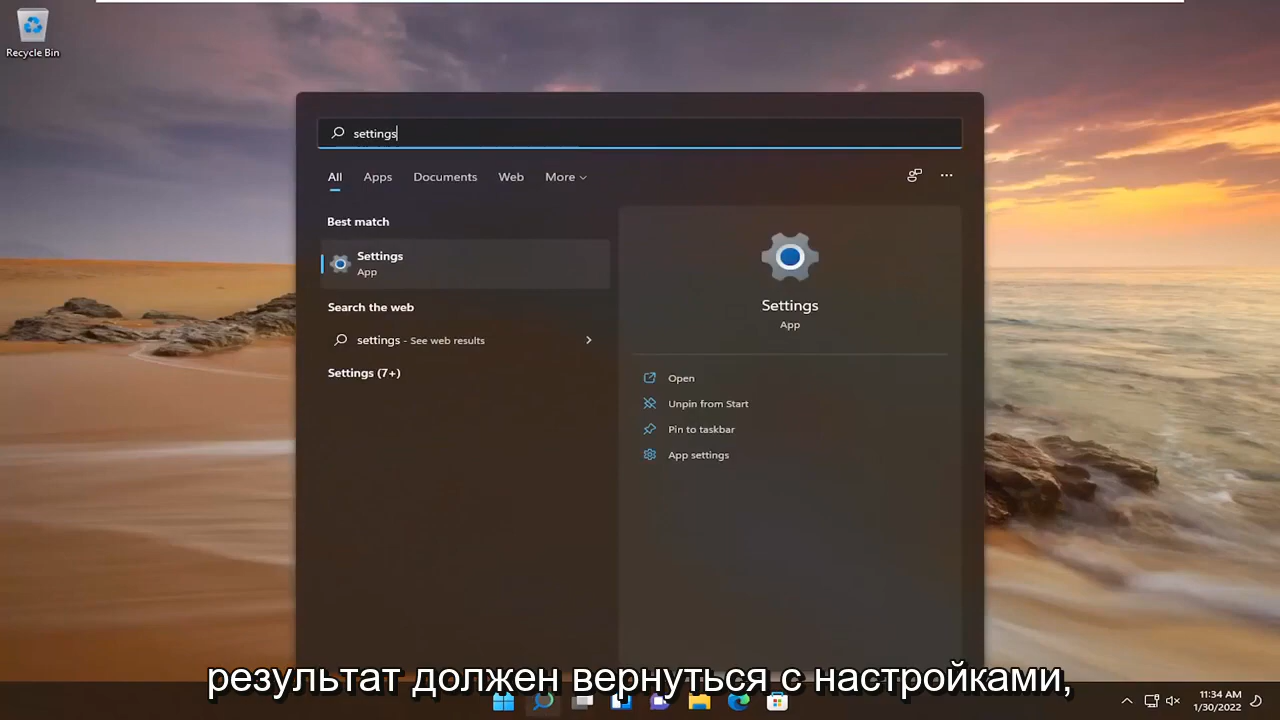 Recycle Bin
settings
All Apps Documents Web More
Best match
Settings
App
Search the web
settings - See web results
Settings (7+)
Settings
App
Open
Unpin from Start
Pin to taskbar
App settings
результат должен вернуться с настройками,
11:34 AM
1/30/2022